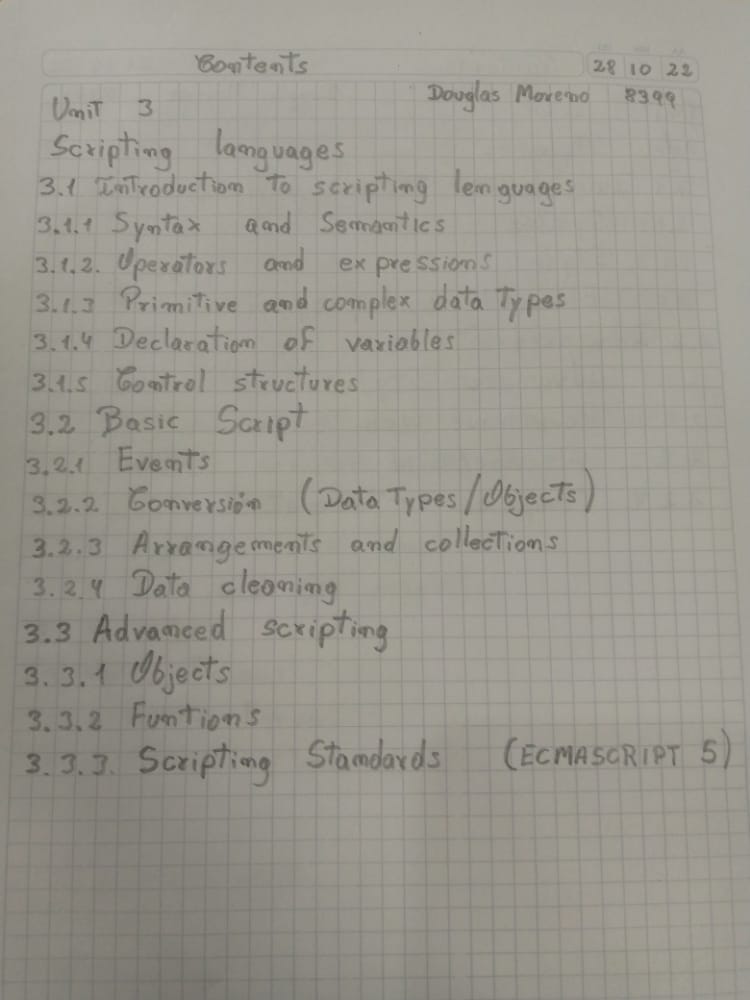 Contents 28 10 22
Douglas Moreno 8399
Unit 3
Scripting languages
3.1 Introduction to scripting lenguages
3.1.1 Syntax and Semantics
3.1.2. Operators and expressions
3.1.3 Primitive and complex data Types
3.1.4 Declaration of variables
3.1.5 Control structures
3.2 Basic Script
3.2.1 Events
3.2.2 Conversión (Data Types/Objects)
3.2.3 Arrangements and collections
3.2.4 Data cleaning
3.3 Advanced scripting
3.3.1 Objects
3.3.2 Funtions
3.3.3. Scripting Standards (ECMASCRIPT 5)